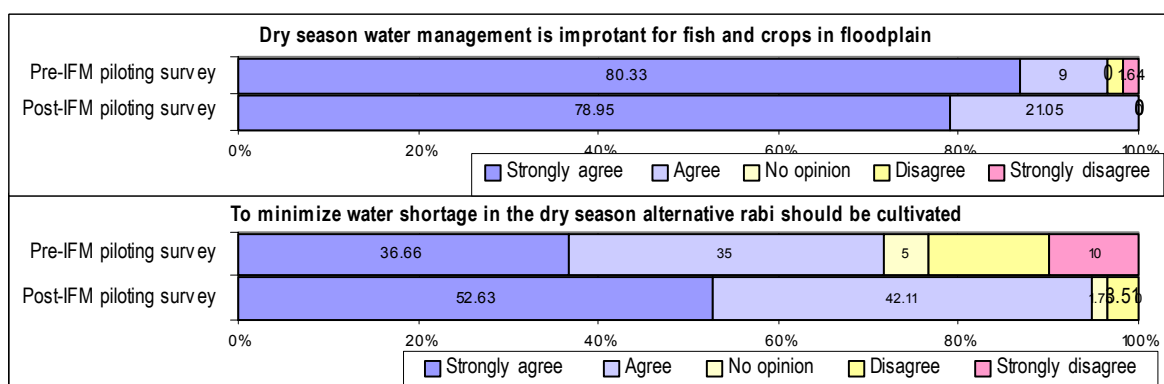 Dry season water management is improtant for fish and crops in floodplain
Pre-IFM piloting survey 80.33 9 0 1.64
Post-IFM piloting survey 78.95 21.05 0
0% 20% 40% 60% 80% 100%
Strongly agree Agree No opinion Disagree Strongly disagree
To minimize water shortage in the dry season alternative rabi should be cultivated
Pre-IFM piloting survey 36.66 35 5 10
Post-IFM piloting survey 52.63 42.11 3.51 0
0% 20% 40% 60% 80% 100%
Strongly agree Agree No opinion Disagree Strongly disagree